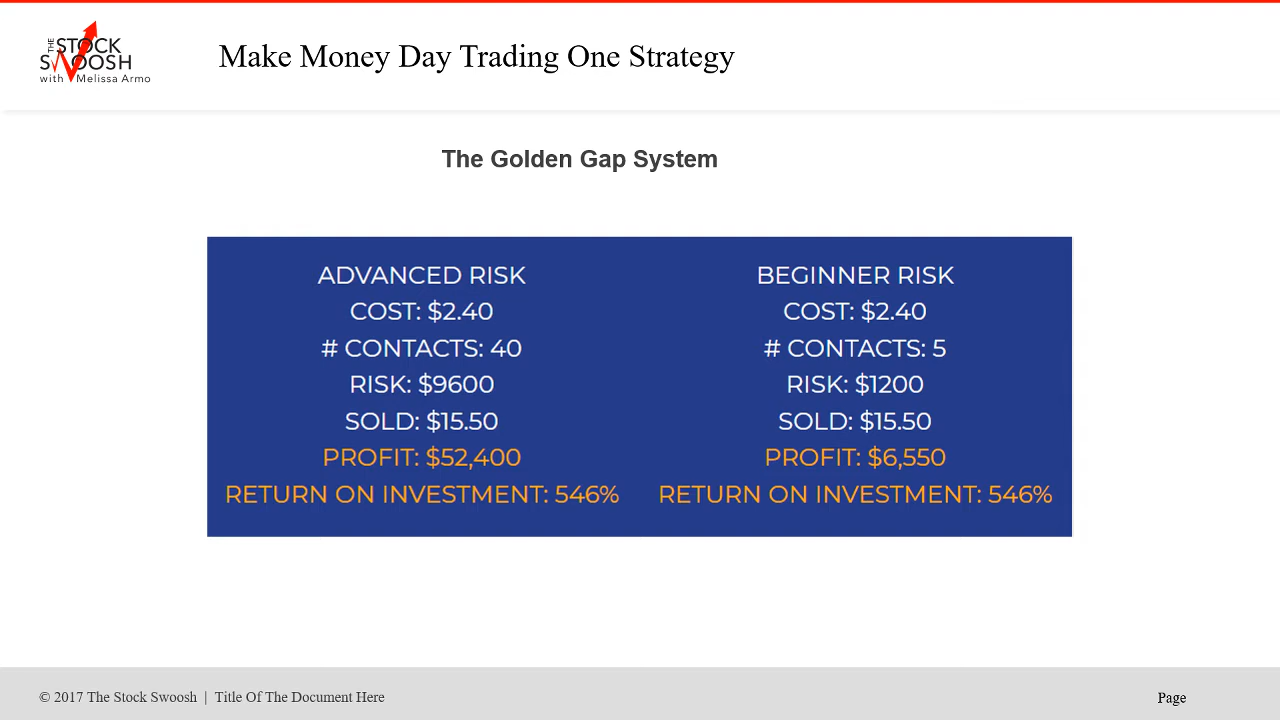 THE
STOCK
SWOOSH
with Melissa Armo
Make Money Day Trading One Strategy
The Golden Gap System
ADVANCED RISK
COST: $2.40
# CONTACTS: 40
RISK: $9600
SOLD: $15.50
PROFIT: $52,400
RETURN ON INVESTMENT: 546%
BEGINNER RISK
COST: $2.40
# CONTACTS: 5
RISK: $1200
SOLD: $15.50
PROFIT: $6,550
RETURN ON INVESTMENT: 546%
© 2017 The Stock Swoosh | Title Of The Document Here
Page